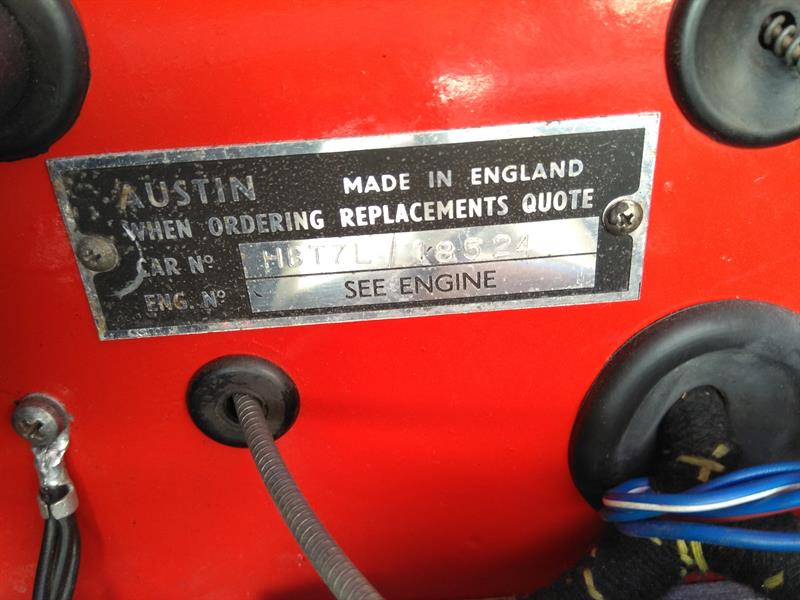 AUSTIN MADE IN ENGLAND
WHEN ORDERING REPLACEMENTS QUOTE
CAR Nº HBT7L/18524
ENG. Nº SEE ENGINE